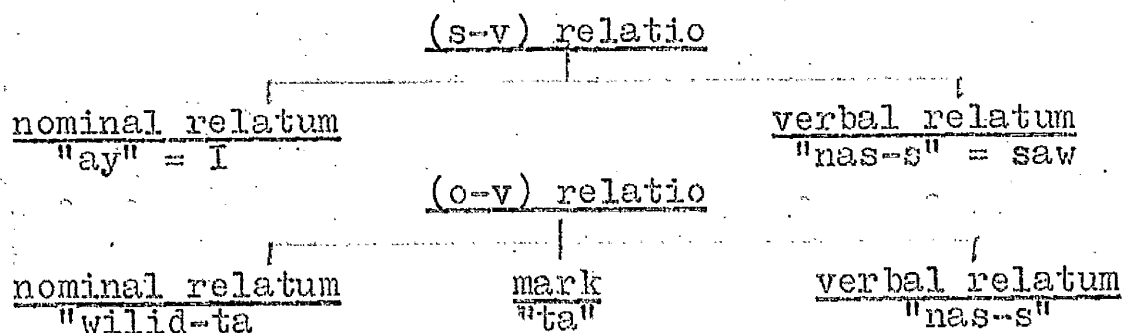 (s-v) relatio
nominal relatum verbal relatum
"ay" = I "nas-s" = saw
(o-v) relatio
nominal relatum mark verbal relatum
"wilid-ta "ta" "nas-s"